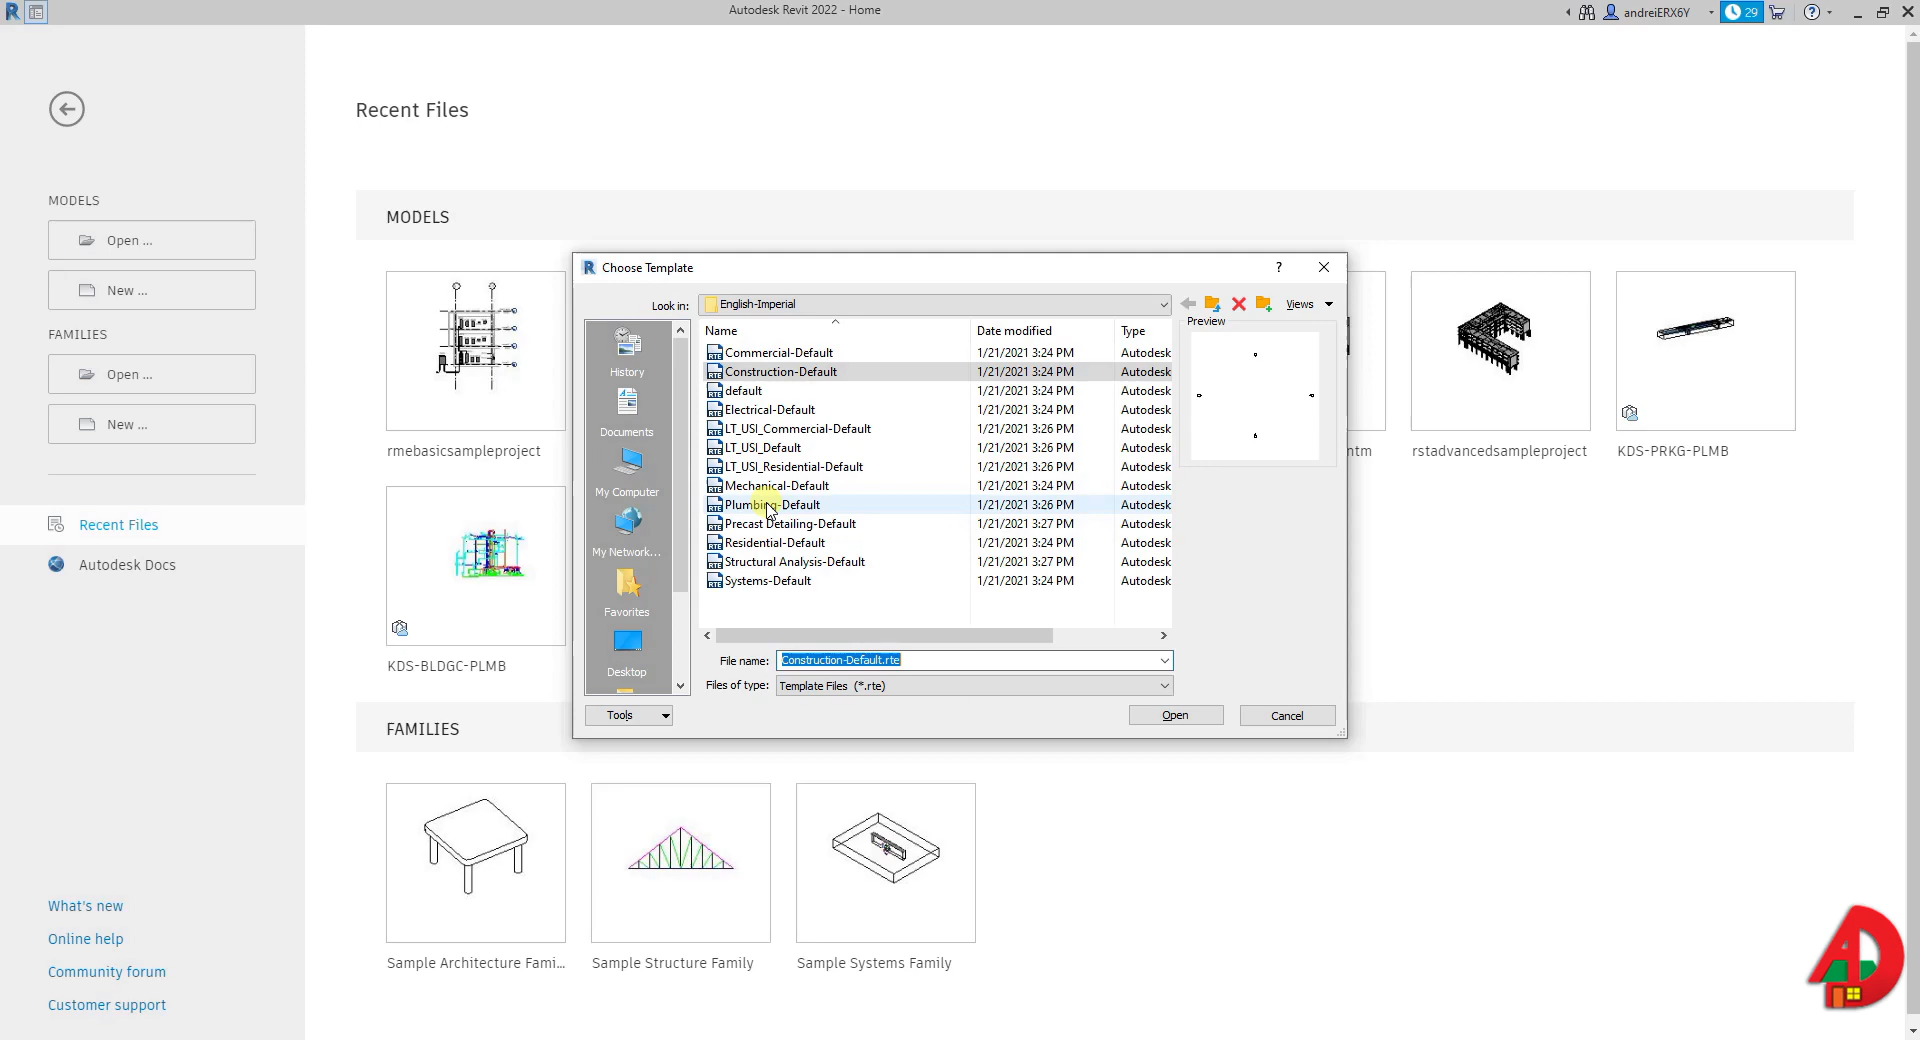 Autodesk Revit 2022 - Home
andreiERX6Y
29
Recent Files
MODELS
Open ...
New ...
FAMILIES
Open ...
New ...
Recent Files
Autodesk Docs
What's new
Online help
Community forum
Customer support
MODELS
rmebasicsampleproject
ntm
rstadvancedsampleproject
KDS-PRKG-PLMB
KDS-BLDGC-PLMB
FAMILIES
Sample Architecture Fami...
Sample Structure Family
Sample Systems Family
Choose Template
Look in:
English-Imperial
Views
Preview
History
Documents
My Computer
My Network...
Favorites
Desktop
Name Date modified Type
Commercial-Default 1/21/2021 3:24 PM Autodesk
Construction-Default 1/21/2021 3:24 PM Autodesk
default 1/21/2021 3:24 PM Autodesk
Electrical-Default 1/21/2021 3:24 PM Autodesk
LT_USI_Commercial-Default 1/21/2021 3:26 PM Autodesk
LT_USI_Default 1/21/2021 3:26 PM Autodesk
LT_USI_Residential-Default 1/21/2021 3:26 PM Autodesk
Mechanical-Default 1/21/2021 3:24 PM Autodesk
Plumbing-Default 1/21/2021 3:26 PM Autodesk
Precast Detailing-Default 1/21/2021 3:27 PM Autodesk
Residential-Default 1/21/2021 3:24 PM Autodesk
Structural Analysis-Default 1/21/2021 3:27 PM Autodesk
Systems-Default 1/21/2021 3:24 PM Autodesk
File name: Construction-Default.rte
Files of type: Template Files (*.rte)
Tools
Open
Cancel